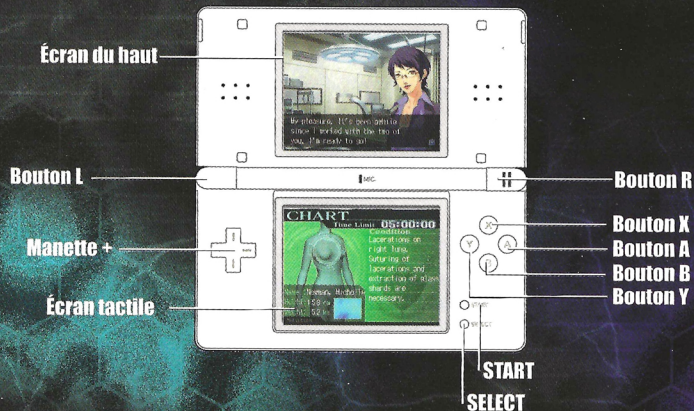 Écran du haut
My pleasure. It's been awhile
since I worked with the two of
you. I'm ready to go!
Bouton L
MIC.
Bouton R
Manette +
Écran tactile
CHART
Time Limit 05:00:00
Condition
Lacerations on
right lung.
Suturing of
lacerations and
extraction of glass
shards are
necessary.
X
Y
A
B
START
SELECT
Bouton X
Bouton A
Bouton B
Bouton Y
START
SELECT